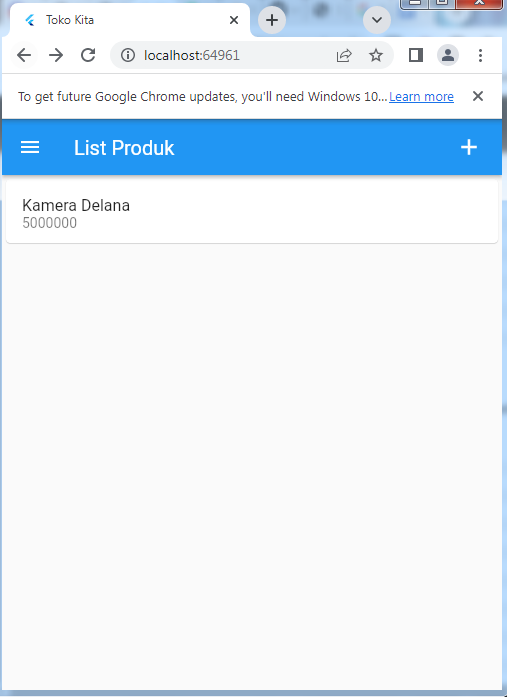 Toko Kita
localhost:64961
To get future Google Chrome updates, you'll need Windows 10... Learn more
List Produk
Kamera Delana
5000000